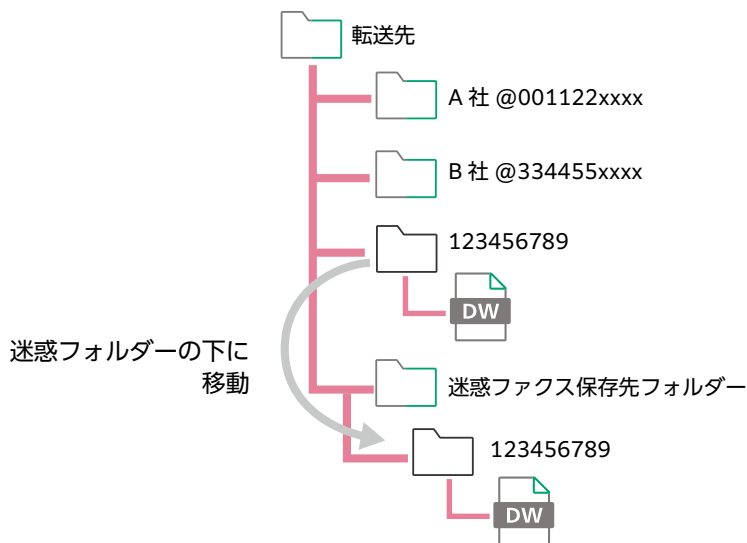 転送先
A 社 @001122xxxx
B 社 @334455xxxx
123456789
DW
迷惑フォルダーの下に
移動
迷惑ファクス保存先フォルダー
123456789
DW